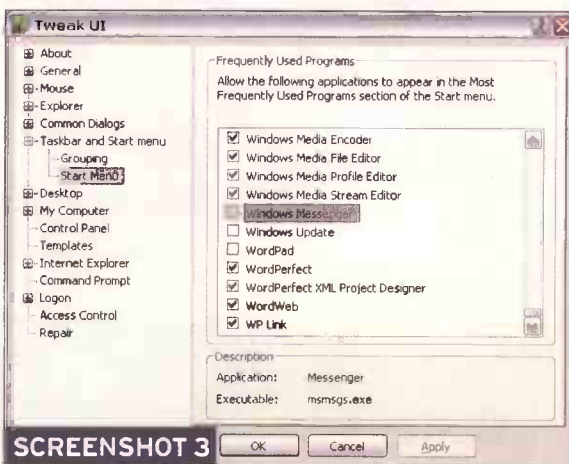 Tweak UI
About
General
Mouse
Explorer
Common Dialogs
Taskbar and Start menu
Grouping
Start Menu
Desktop
My Computer
Control Panel
Templates
Internet Explorer
Command Prompt
Logon
Access Control
Repair
Frequently Used Programs
Allow the following applications to appear in the Most
Frequently Used Programs section of the Start menu.
Windows Media Encoder
Windows Media File Editor
Windows Media Profile Editor
Windows Media Stream Editor
Windows Messenger
Windows Update
WordPad
WordPerfect
WordPerfect XML Project Designer
WordWeb
WP Link
Description
Application: Messenger
Executable: msmsgs.exe
SCREENSHOT 3
OK Cancel Apply